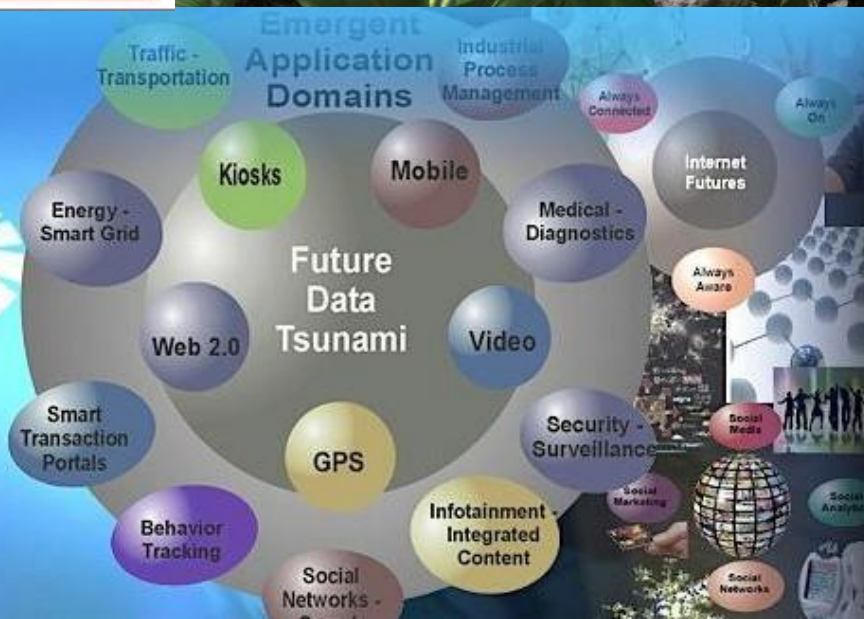 Emergent
Application
Domains
Traffic -
Transportation
Industrial
Process
Management
Always
Connected
Always
On
Internet
Futures
Kiosks
Mobile
Energy -
Smart Grid
Medical -
Diagnostics
Always
Aware
Future
Data
Tsunami
Web 2.0
Video
Smart
Transaction
Portals
Security -
Surveillance
Social
Media
GPS
Behavior
Tracking
Infotainment -
Integrated
Content
Social
Marketing
Social
Social
Networks
Social
Networks -